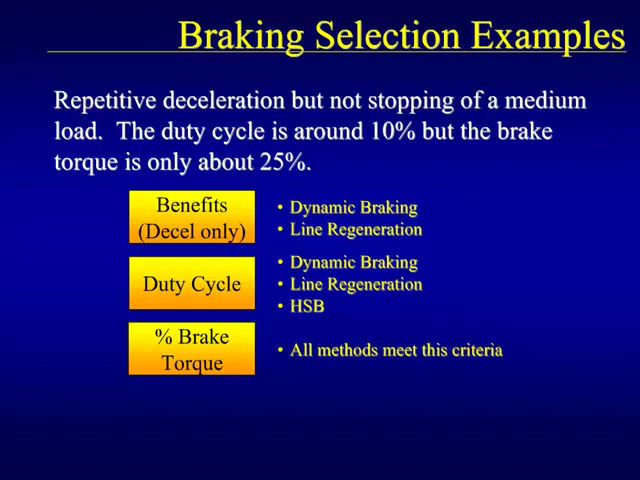 Braking Selection Examples
Repetitive deceleration but not stopping of a medium
load.  The duty cycle is around 10% but the brake
torque is only about 25%.
Benefits
(Decel only)
• Dynamic Braking
• Line Regeneration
Duty Cycle
• Dynamic Braking
• Line Regeneration
• HSB
% Brake
Torque
• All methods meet this criteria